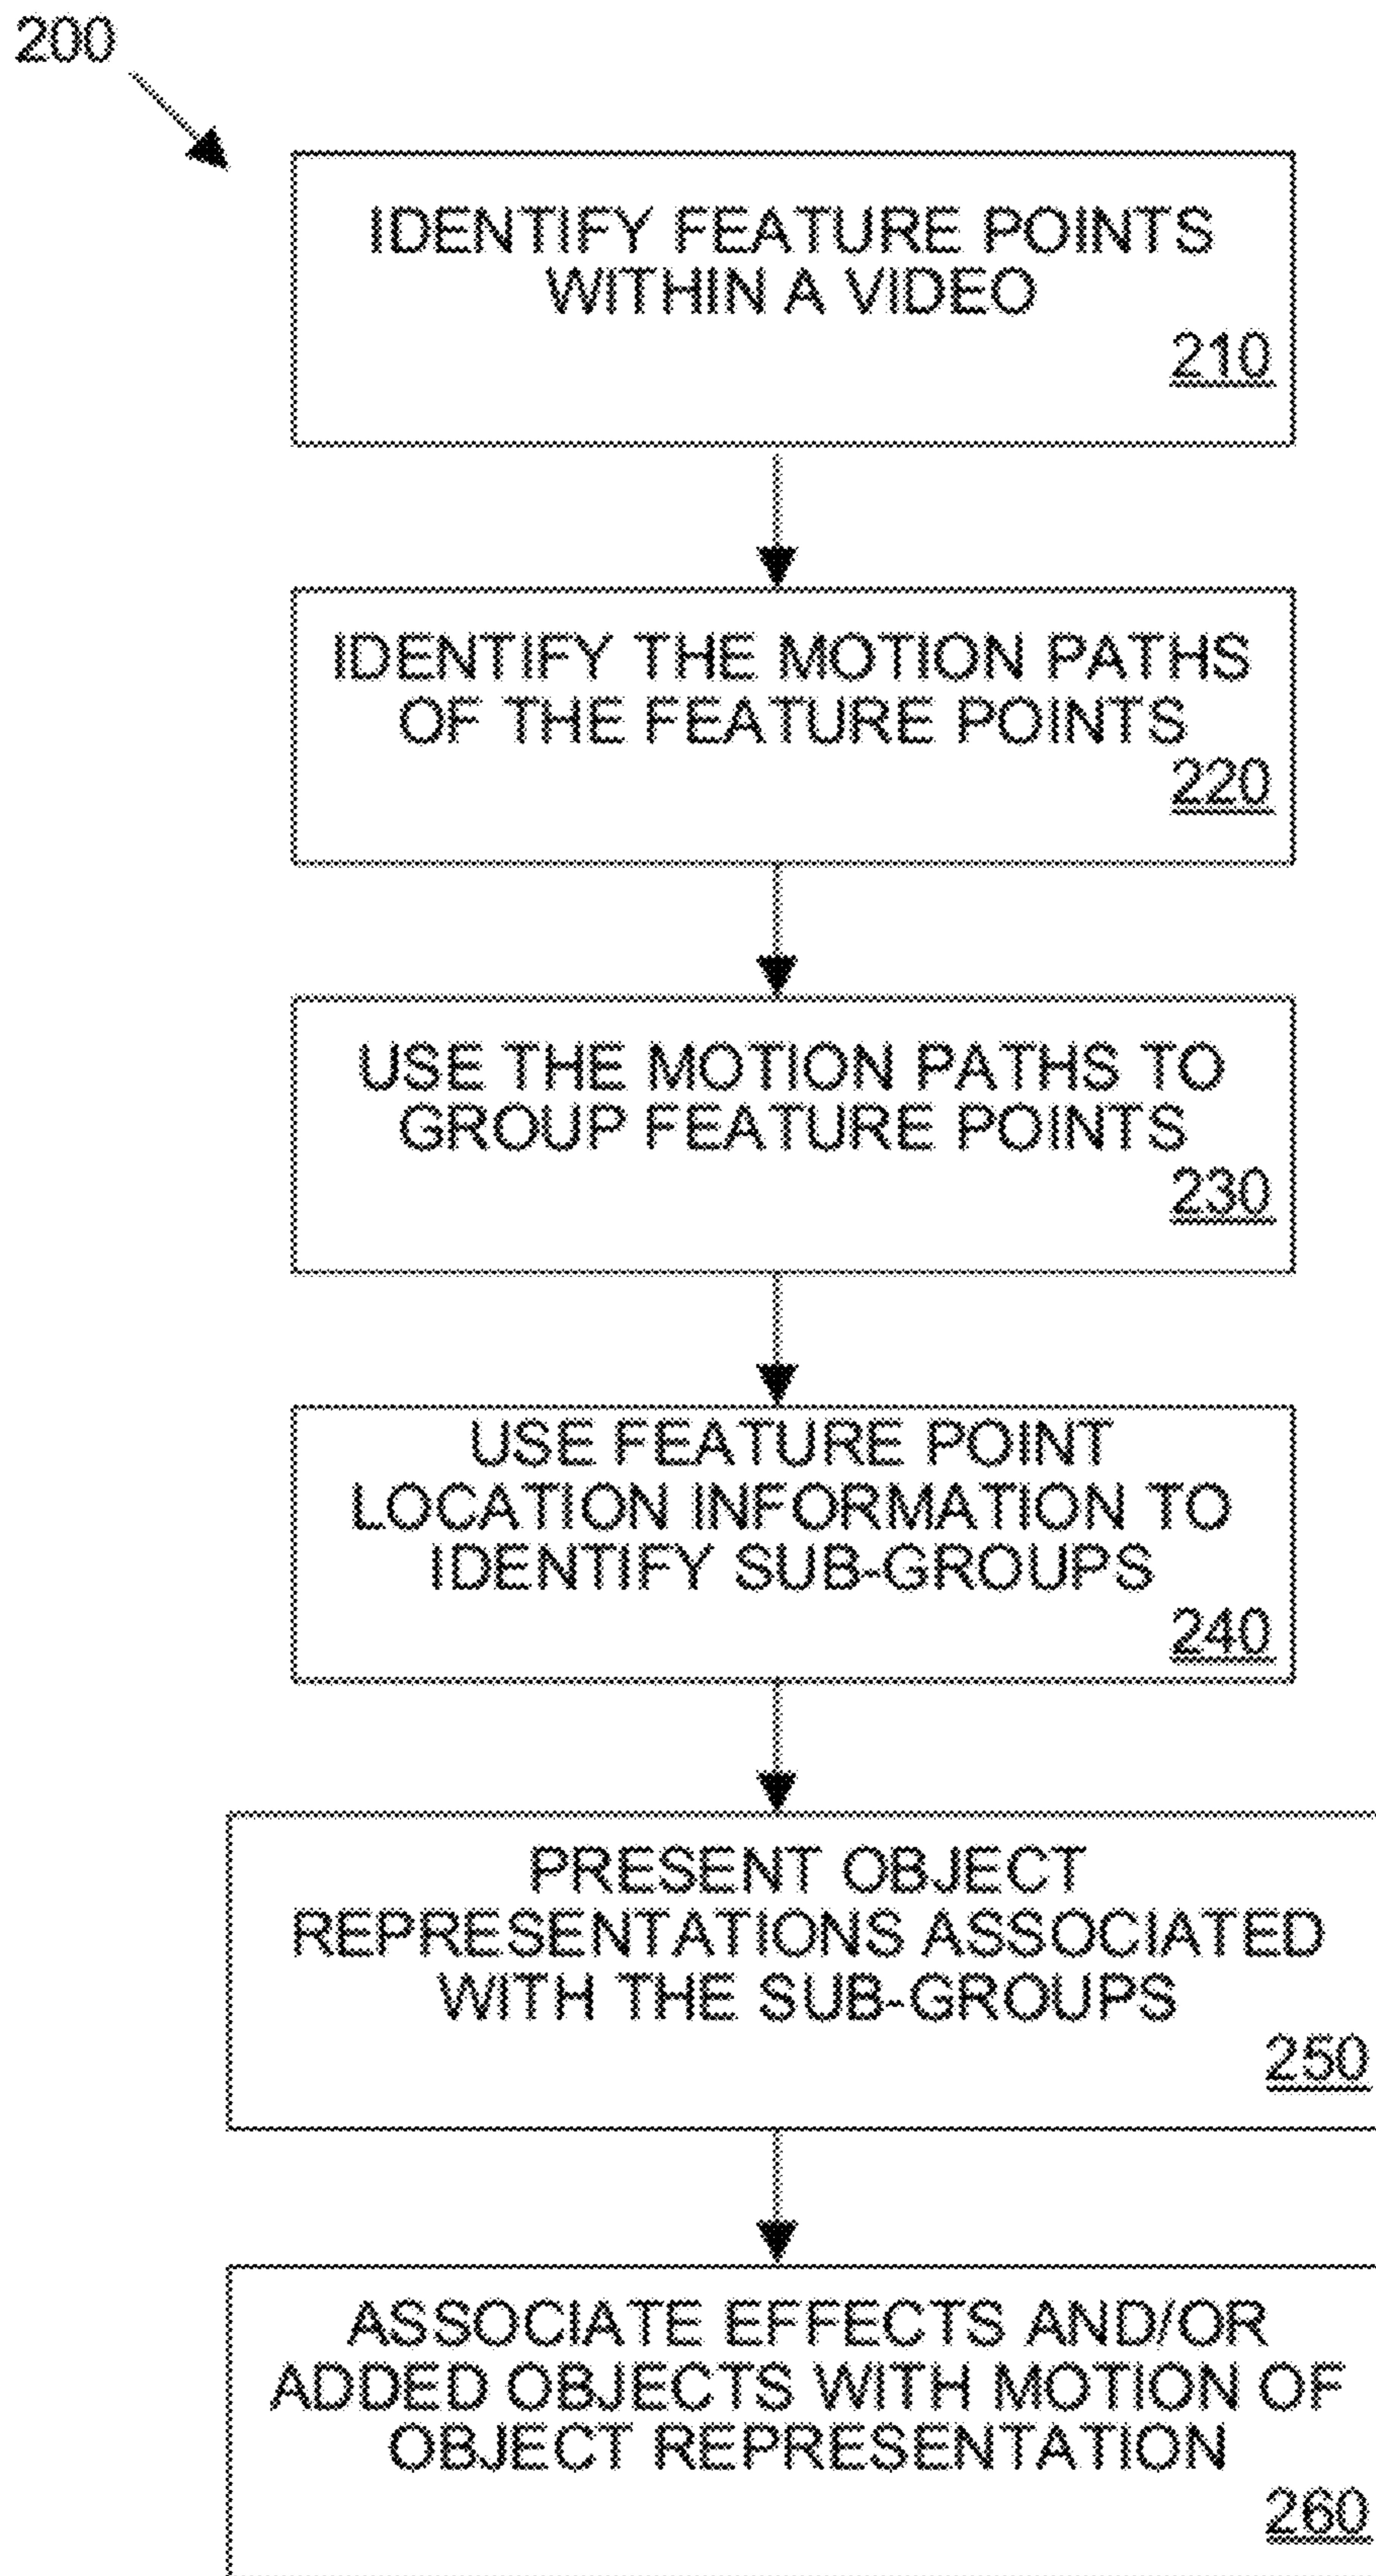 200
IDENTIFY FEATURE POINTS
WITHIN A VIDEO
210
IDENTIFY THE MOTION PATHS
OF THE FEATURE POINTS
220
USE THE MOTION PATHS TO
GROUP FEATURE POINTS
230
USE FEATURE POINT
LOCATION INFORMATION TO
IDENTIFY SUB-GROUPS
240
PRESENT OBJECT
REPRESENTATIONS ASSOCIATED
WITH THE SUB-GROUPS
250
ASSOCIATE EFFECTS AND/OR
ADDED OBJECTS WITH MOTION OF
OBJECT REPRESENTATION
260